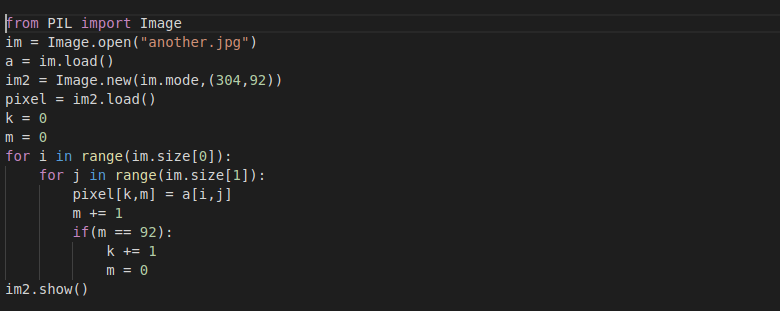 from PIL import Image
im = Image.open("another.jpg")
a = im.load()
im2 = Image.new(im.mode,(304,92))
pixel = im2.load()
k = 0
m = 0
for i in range(im.size[0]):
    for j in range(im.size[1]):
        pixel[k,m] = a[i,j]
        m += 1
        if(m == 92):
            k += 1
            m = 0
im2.show()